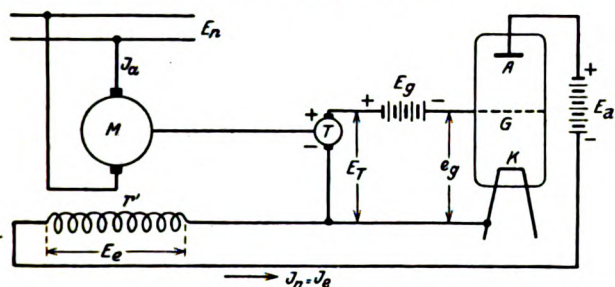 E_n
J_a
M
+
T
−
+ E_g −
E_T
e_g
A
G
K
+
E_a
−
r'
E_e
J_n=J_e